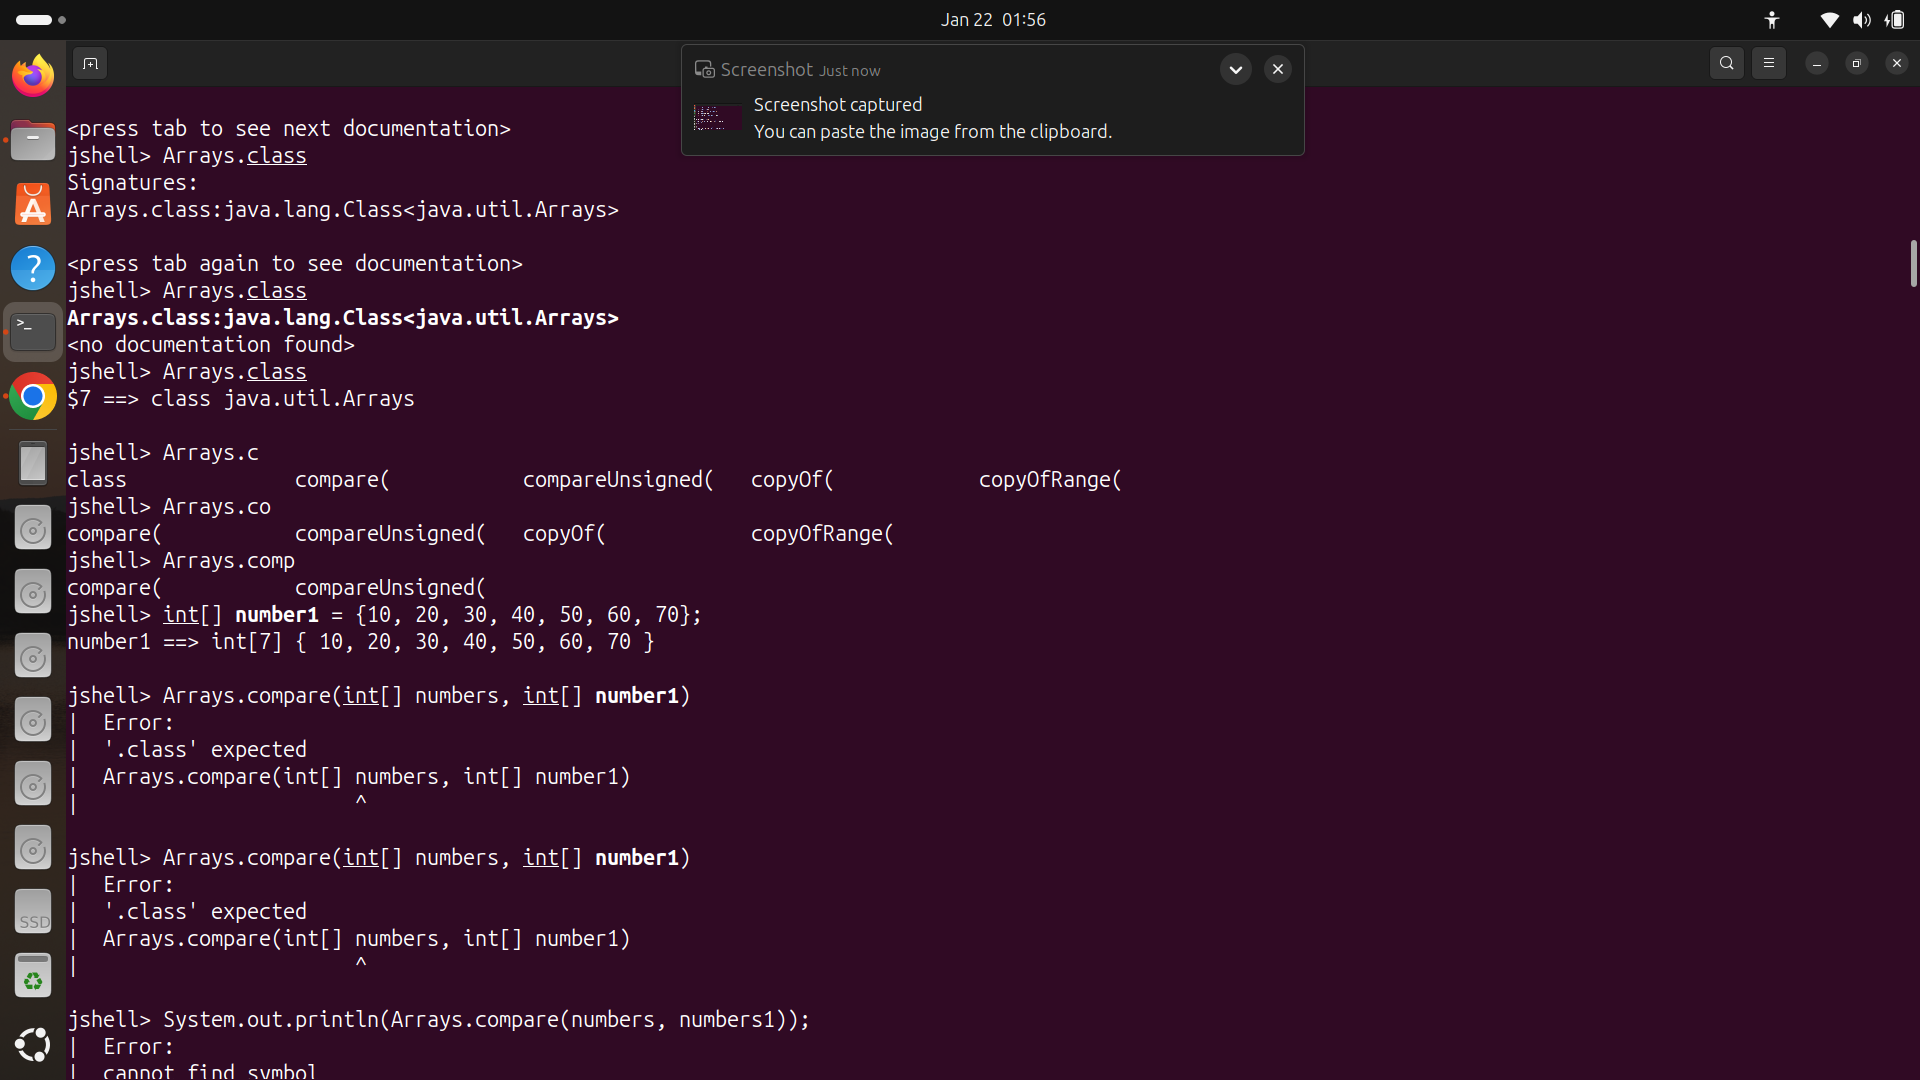 Jan 22 01:56
Screenshot Just now
Screenshot captured
You can paste the image from the clipboard.
<press tab to see next documentation>
jshell> Arrays.class
Signatures:
Arrays.class:java.lang.Class<java.util.Arrays>
<press tab again to see documentation>
jshell> Arrays.class
Arrays.class:java.lang.Class<java.util.Arrays>
<no documentation found>
jshell> Arrays.class
$7 ==> class java.util.Arrays
jshell> Arrays.c
class compare( compareUnsigned( copyOf( copyOfRange(
jshell> Arrays.co
compare( compareUnsigned( copyOf( copyOfRange(
jshell> Arrays.comp
compare( compareUnsigned(
jshell> int[] number1 = {10, 20, 30, 40, 50, 60, 70};
number1 ==> int[7] { 10, 20, 30, 40, 50, 60, 70 }
jshell> Arrays.compare(int[] numbers, int[] number1)
| Error:
| '.class' expected
| Arrays.compare(int[] numbers, int[] number1)
| ^
jshell> Arrays.compare(int[] numbers, int[] number1)
| Error:
| '.class' expected
| Arrays.compare(int[] numbers, int[] number1)
| ^
jshell> System.out.println(Arrays.compare(numbers, numbers1));
| Error:
| cannot find symbol
SSD